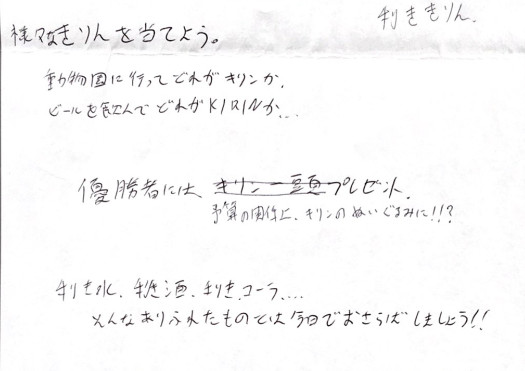 利ききりん.
様々なきりんを当てよう。
動物園に行ってどれがキリンか.
ビールを飲んでどれがKIRINか...
優勝者には キリン一頭プレゼント.
予算の関係上、キリンのぬいぐるみに!!?
利き水、利き酒、利きコーラ、...
そんなありふれたものとは今日でおさらばしましょう!!